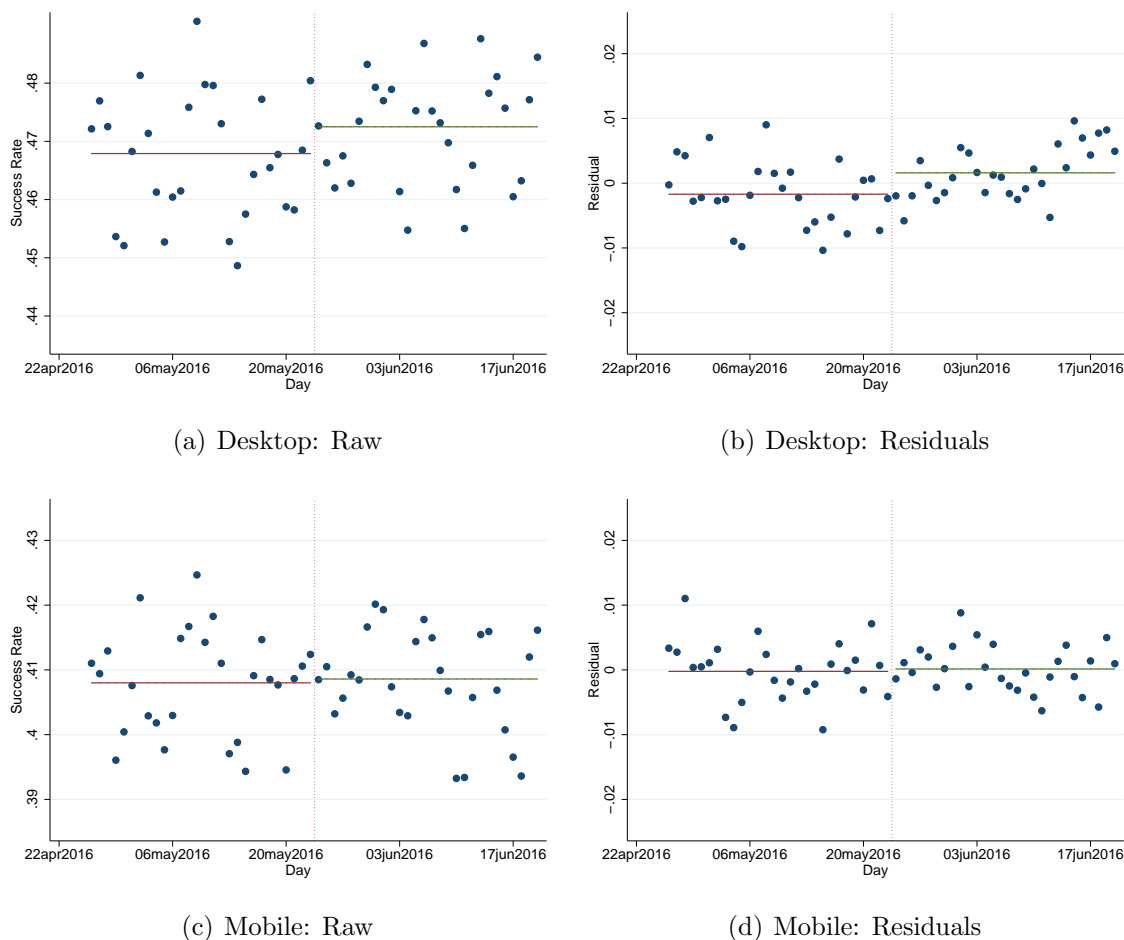 .48
.47
.46
.45
.44
Success Rate
22apr2016 06may2016 20may2016 03jun2016 17jun2016
Day
(a) Desktop: Raw
.02
.01
0
-.01
-.02
Residual
22apr2016 06may2016 20may2016 03jun2016 17jun2016
Day
(b) Desktop: Residuals
.43
.42
.41
.4
.39
Success Rate
22apr2016 06may2016 20may2016 03jun2016 17jun2016
Day
(c) Mobile: Raw
.02
.01
0
-.01
-.02
Residual
22apr2016 06may2016 20may2016 03jun2016 17jun2016
Day
(d) Mobile: Residuals